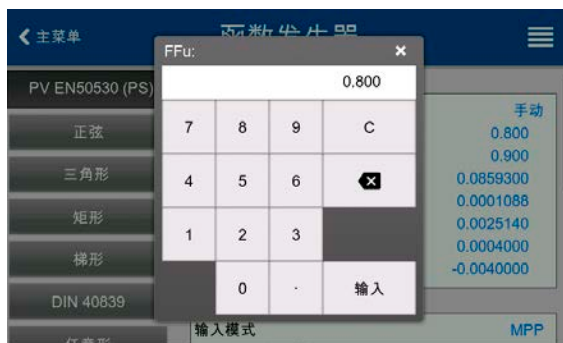 主菜单
函数发生器
FFu:
×
0.800
PV EN50530 (PS)
正弦
三角形
矩形
梯形
DIN 40839
任意形
7 8 9 C
4 5 6
1 2 3
0 . 输入
手动
0.800
0.900
0.0859300
0.0001088
0.0025140
0.0004000
-0.0040000
输入模式 MPP